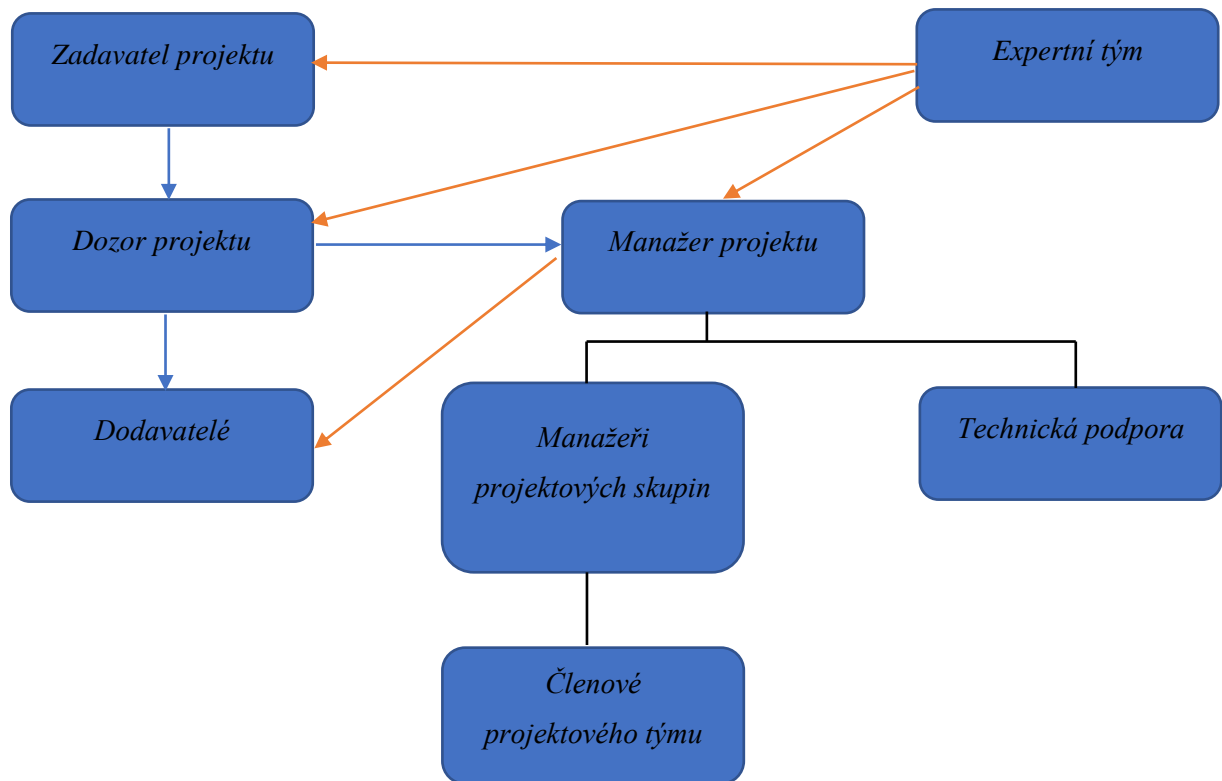 Zadavatel projektu
Expertní tým
Dozor projektu
Manažer projektu
Dodavatelé
Manažeři
projektových skupin
Technická podpora
Členové
projektového týmu